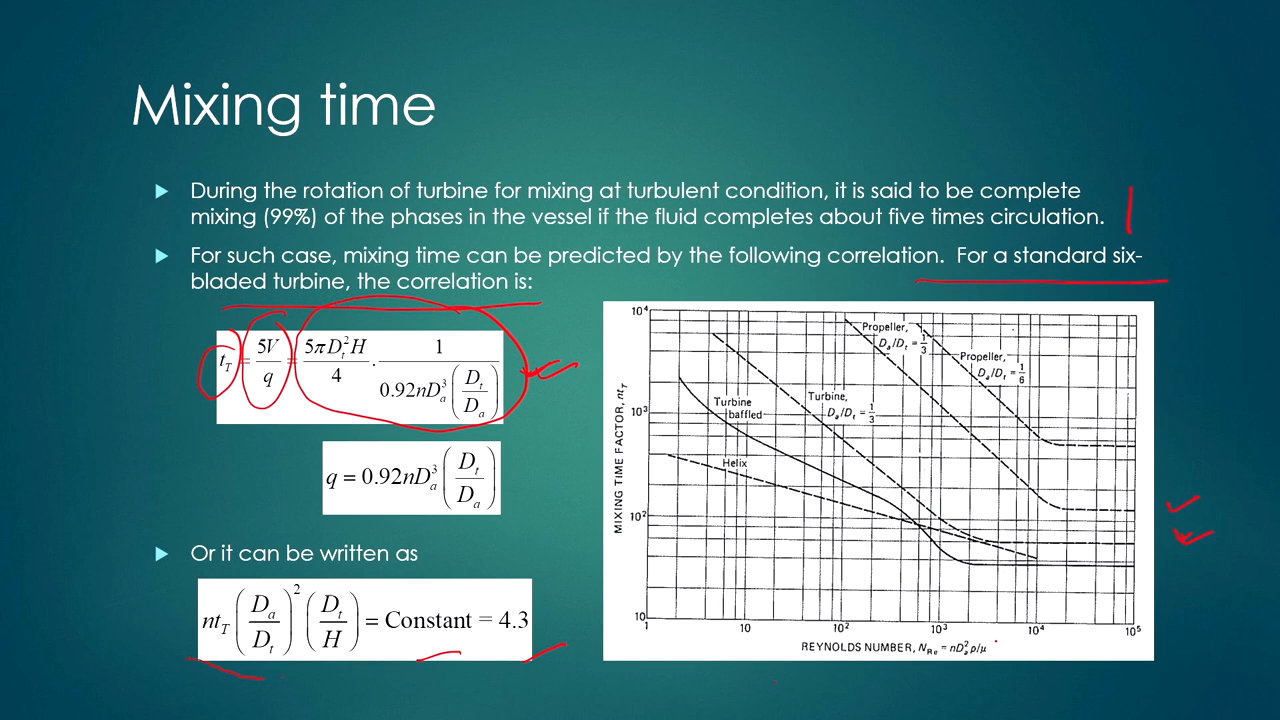 Mixing time
During the rotation of turbine for mixing at turbulent condition, it is said to be complete
mixing (99%) of the phases in the vessel if the fluid completes about five times circulation.
For such case, mixing time can be predicted by the following correlation. For a standard six-
bladed turbine, the correlation is:
t_T = 5V/q = 5πD_t²H/4 . 1/(0.92nD_a³(D_t/D_a))
q = 0.92nD_a³(D_t/D_a)
Or it can be written as
nt_T (D_a/D_t)² (D_t/H) = Constant = 4.3
MIXING TIME FACTOR, nt_T
10⁴
10³
10²
10
Propeller,
D_a/D_t = 1/3
Propeller,
D_a/D_t = 1/6
Turbine
baffled
Turbine,
D_a/D_t = 1/3
Helix
1 10 10² 10³ 10⁴ 10⁵
REYNOLDS NUMBER, N_Re = nD_a²ρ/μ